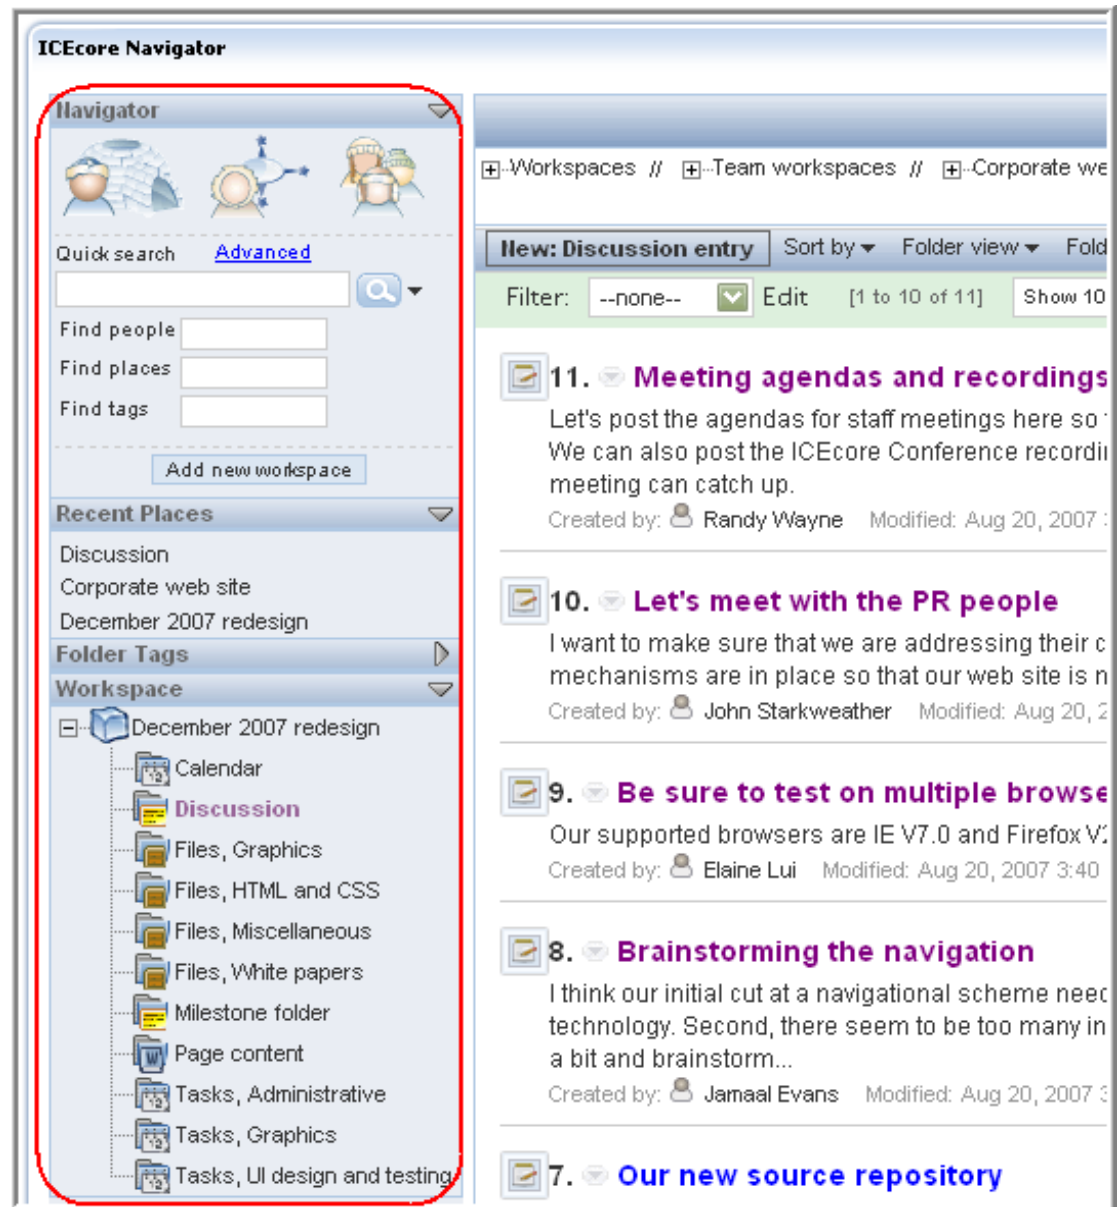 ICEcore Navigator
Navigator
Quick search Advanced
Find people
Find places
Find tags
Add new workspace
Recent Places
Discussion
Corporate web site
December 2007 redesign
Folder Tags
Workspace
December 2007 redesign
Calendar
Discussion
Files, Graphics
Files, HTML and CSS
Files, Miscellaneous
Files, White papers
Milestone folder
Page content
Tasks, Administrative
Tasks, Graphics
Tasks, UI design and testing
Workspaces // Team workspaces // Corporate we
New: Discussion entry Sort by Folder view Fold
Filter: --none-- Edit [1 to 10 of 11] Show 10
11. Meeting agendas and recordings
Let's post the agendas for staff meetings here so
We can also post the ICEcore Conference recordi
meeting can catch up.
Created by: Randy Wayne Modified: Aug 20, 2007
10. Let's meet with the PR people
I want to make sure that we are addressing their c
mechanisms are in place so that our web site is n
Created by: John Starkweather Modified: Aug 20, 2
9. Be sure to test on multiple browse
Our supported browsers are IE V7.0 and Firefox V2
Created by: Elaine Lui Modified: Aug 20, 2007 3:40
8. Brainstorming the navigation
I think our initial cut at a navigational scheme need
technology. Second, there seem to be too many in
a bit and brainstorm...
Created by: Jamaal Evans Modified: Aug 20, 2007 3
7. Our new source repository